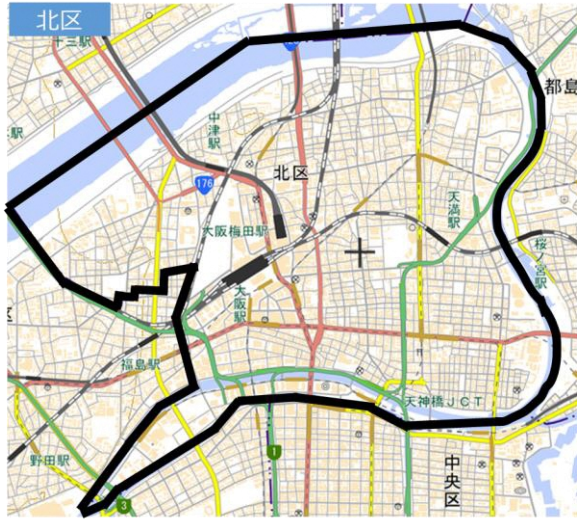 北区
十三駅
駅
中津駅
176
北区
都島
大阪梅田駅
天満駅
桜ノ宮駅
大阪駅
区
福島駅
天神橋JCT
野田駅
1
3
中央区